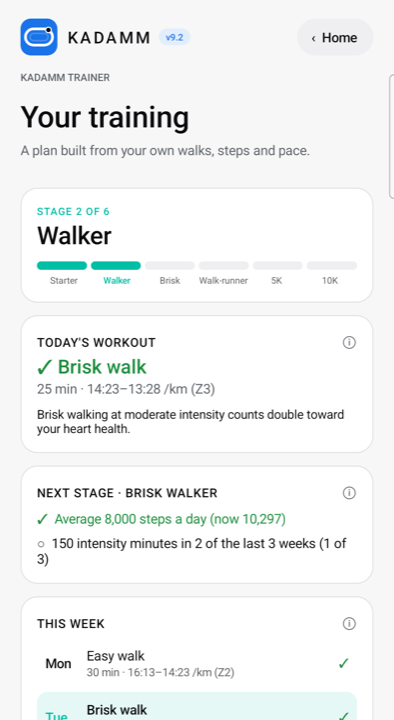 KADAMM v9.2 ‹ Home
KADAMM TRAINER
Your training
A plan built from your own walks, steps and pace.
STAGE 2 OF 6
Walker
Starter Walker Brisk Walk-runner 5K 10K
TODAY'S WORKOUT
✓ Brisk walk
25 min · 14:23–13:28 /km (Z3)
Brisk walking at moderate intensity counts double toward
your heart health.
NEXT STAGE · BRISK WALKER
✓ Average 8,000 steps a day (now 10,297)
○ 150 intensity minutes in 2 of the last 3 weeks (1 of
3)
THIS WEEK
Mon Easy walk ✓
30 min · 16:13–14:23 /km (Z2)
Tue Brisk walk ✓